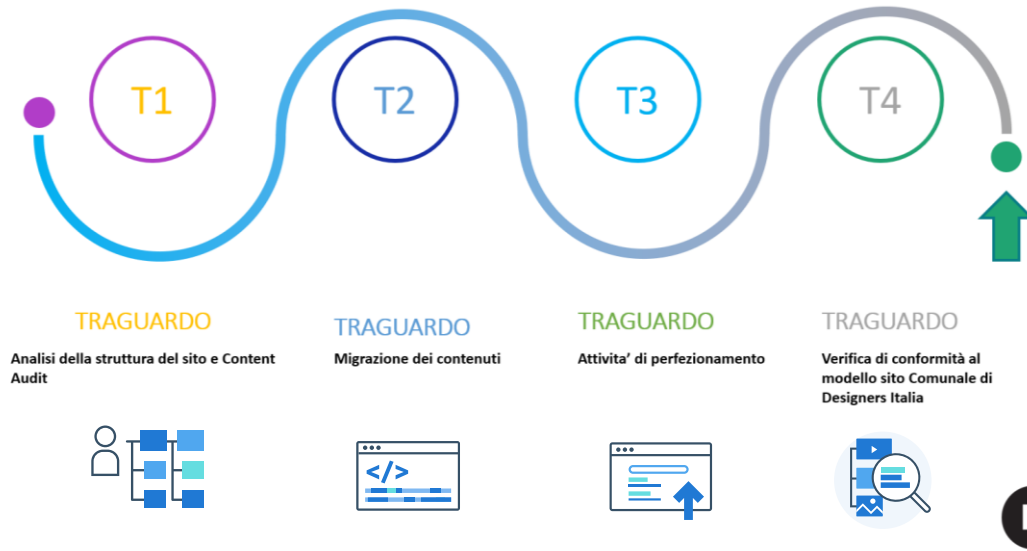 T1
T2
T3
T4
TRAGUARDO
Analisi della struttura del sito e Content
Audit
TRAGUARDO
Migrazione dei contenuti
TRAGUARDO
Attivita' di perfezionamento
TRAGUARDO
Verifica di conformità al
modello sito Comunale di
Designers Italia
</>